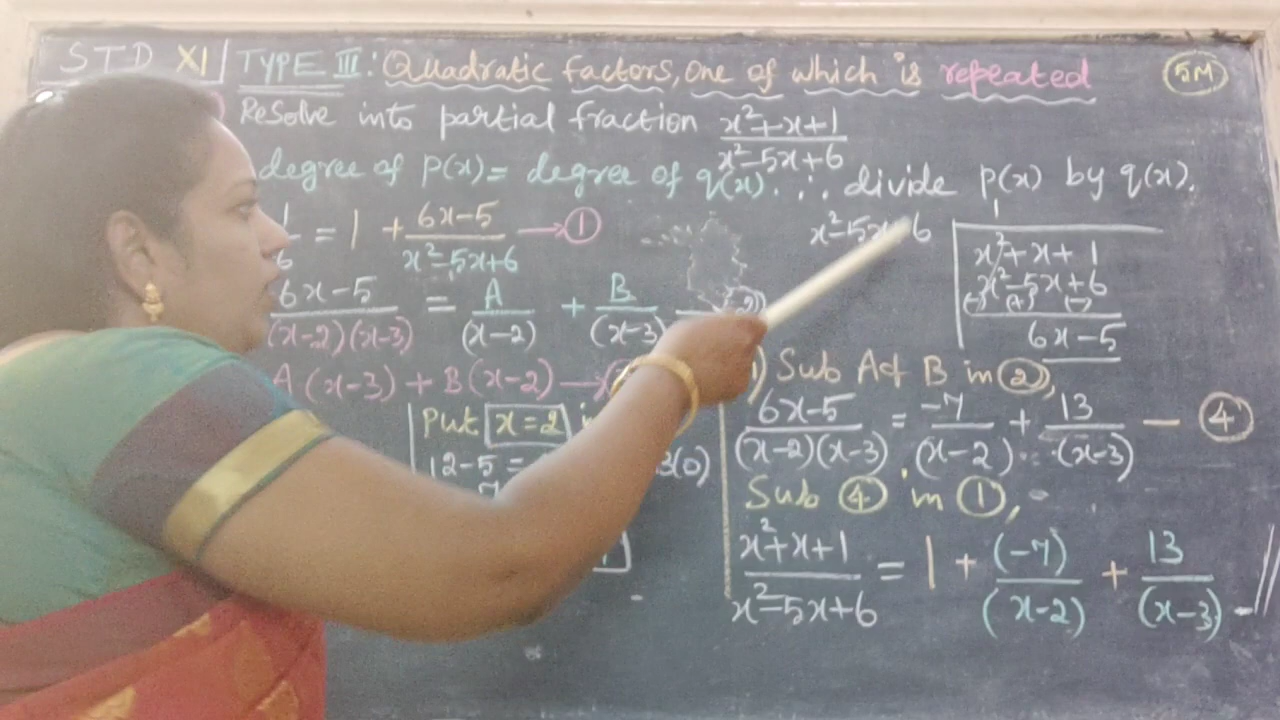 STD XI
TYPE III: Quadratic factors, one of which is repeated
5M
Resolve into partial fraction (x²+x+1)/(x²-5x+6)
degree of p(x) = degree of q(x). ∴ divide p(x) by q(x).
= 1 + (6x-5)/(x²-5x+6) → ①
(6x-5)/((x-2)(x-3)) = A/(x-2) + B/(x-3)
A(x-3) + B(x-2) →
Put x=2
12-5 =
B(0)
1
x²-5x+6
x²+x+1
x²-5x+6
(-) (+) (-)
6x-5
Sub A & B in ②,
(6x-5)/((x-2)(x-3)) = -7/(x-2) + 13/(x-3) — ④
Sub ④ in ①,
(x²+x+1)/(x²-5x+6) = 1 + (-7)/(x-2) + 13/(x-3) //